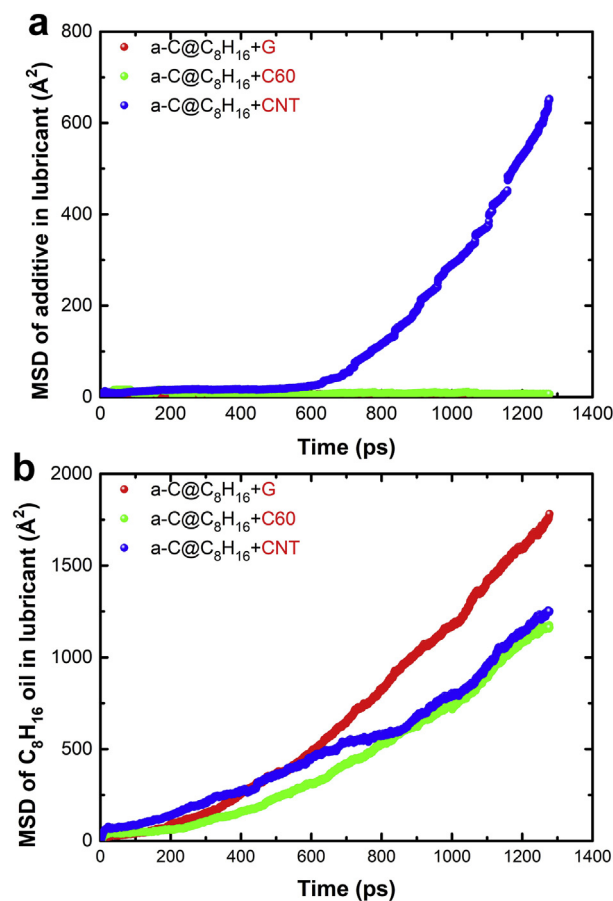 a
a-C@C₈H₁₆+G
a-C@C₈H₁₆+C60
a-C@C₈H₁₆+CNT
MSD of additive in lubricant (Å²)
800
600
400
200
0
0 200 400 600 800 1000 1200 1400
Time (ps)
b
a-C@C₈H₁₆+G
a-C@C₈H₁₆+C60
a-C@C₈H₁₆+CNT
MSD of C₈H₁₆ oil in lubricant (Å²)
2000
1500
1000
500
0
0 200 400 600 800 1000 1200 1400
Time (ps)